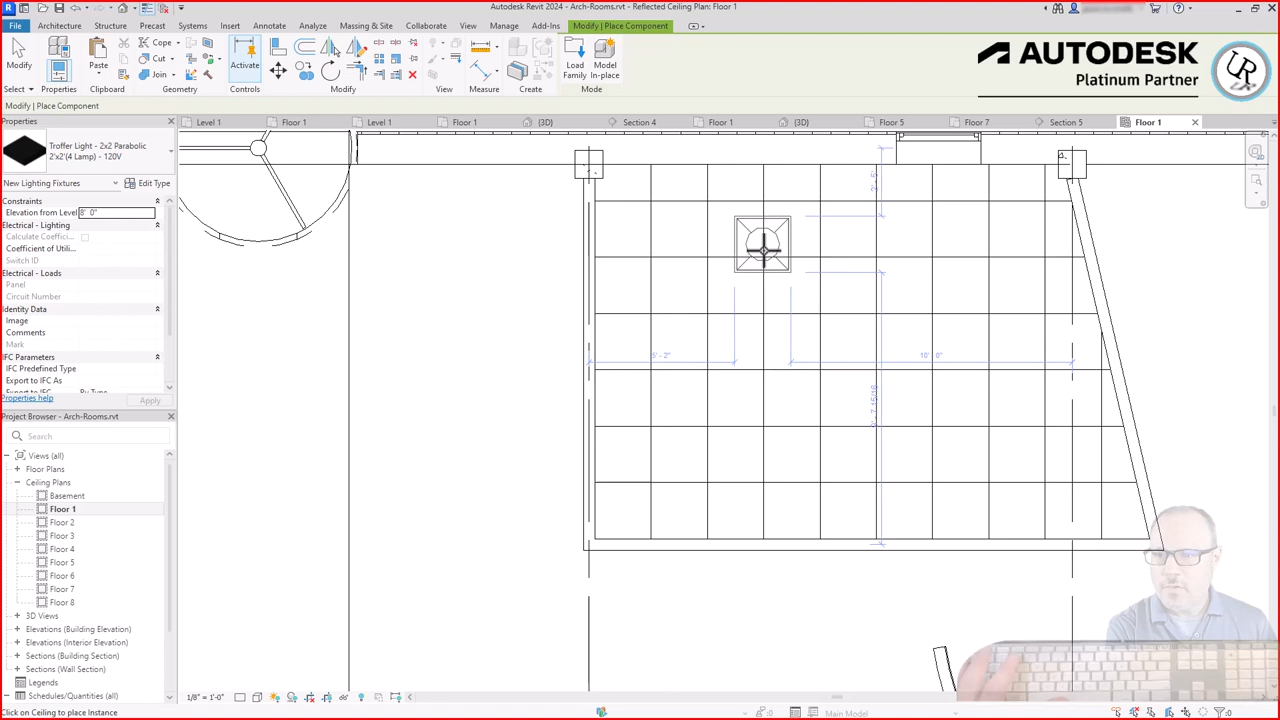 Autodesk Revit 2024 - Arch-Rooms.rvt - Reflected Ceiling Plan: Floor 1
File Architecture Structure Precast Systems Insert Annotate Analyze Massing & Site Collaborate View Manage Add-Ins Modify | Place Component
Modify Paste Cope Cut Join Activate Load Family Model In-place
Select Properties Clipboard Geometry Controls Modify View Measure Create Mode
AUTODESK
Platinum Partner
Modify | Place Component
Properties
Level 1 Floor 1 Level 1 Floor 1 {3D} Section 4 Floor 1 {3D} Floor 5 Floor 7 Section 5 Floor 1
Troffer Light - 2x2 Parabolic
2'x2'(4 Lamp) - 120V
New Lighting Fixtures Edit Type
Constraints
Elevation from Level 8' 0"
Electrical - Lighting
Calculate Coeffici...
Coefficient of Utili...
Switch ID
Electrical - Loads
Panel
Circuit Number
Identity Data
Image
Comments
Mark
IFC Parameters
IFC Predefined Type
Export to IFC
Export to IFC As
By Type
Properties help Apply
Project Browser - Arch-Rooms.rvt
Search
Views (all)
Floor Plans
Ceiling Plans
Basement
Floor 1
Floor 2
Floor 3
Floor 4
Floor 5
Floor 6
Floor 7
Floor 8
3D Views
Elevations (Building Elevation)
Elevations (Interior Elevation)
Sections (Building Section)
Sections (Wall Section)
Legends
Schedules/Quantities (all)
5' - 2"
10' 0"
1/8" = 1'-0"
Click on Ceiling to place Instance
:0
Main Model
:0